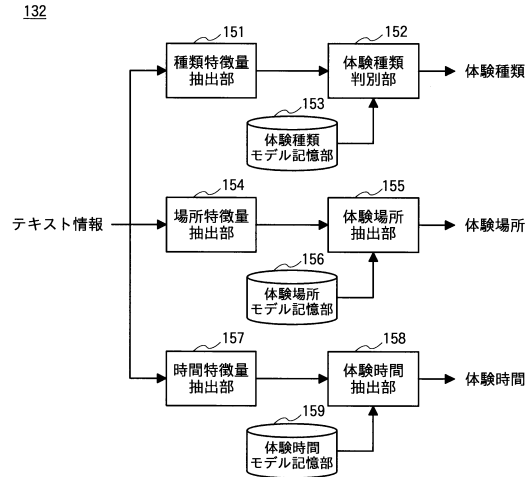 132
151
152
種類特徴量
抽出部
体験種類
判別部
体験種類
153
体験種類
モデル記憶部
154
155
テキスト情報
場所特徴量
抽出部
体験場所
抽出部
体験場所
156
体験場所
モデル記憶部
157
158
時間特徴量
抽出部
体験時間
抽出部
体験時間
159
体験時間
モデル記憶部